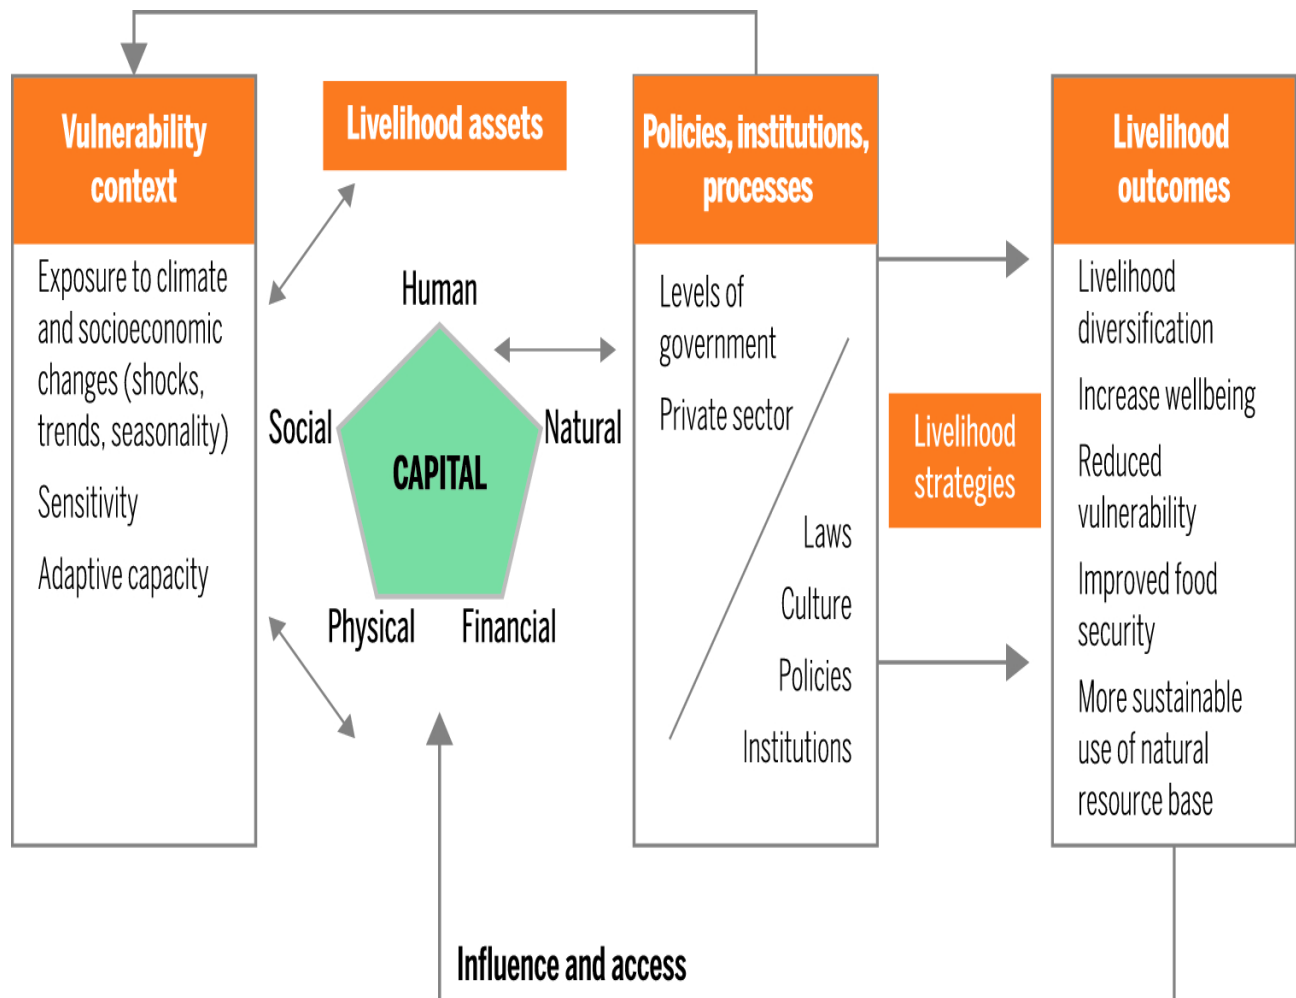 Vulnerability
context
Exposure to climate
and socioeconomic
changes (shocks,
trends, seasonality)
Sensitivity
Adaptive capacity
Livelihood assets
Human
Social
Natural
CAPITAL
Physical
Financial
Influence and access
Policies, institutions,
processes
Levels of
government
Private sector
Laws
Culture
Policies
Institutions
Livelihood
strategies
Livelihood
outcomes
Livelihood
diversification
Increase wellbeing
Reduced
vulnerability
Improved food
security
More sustainable
use of natural
resource base